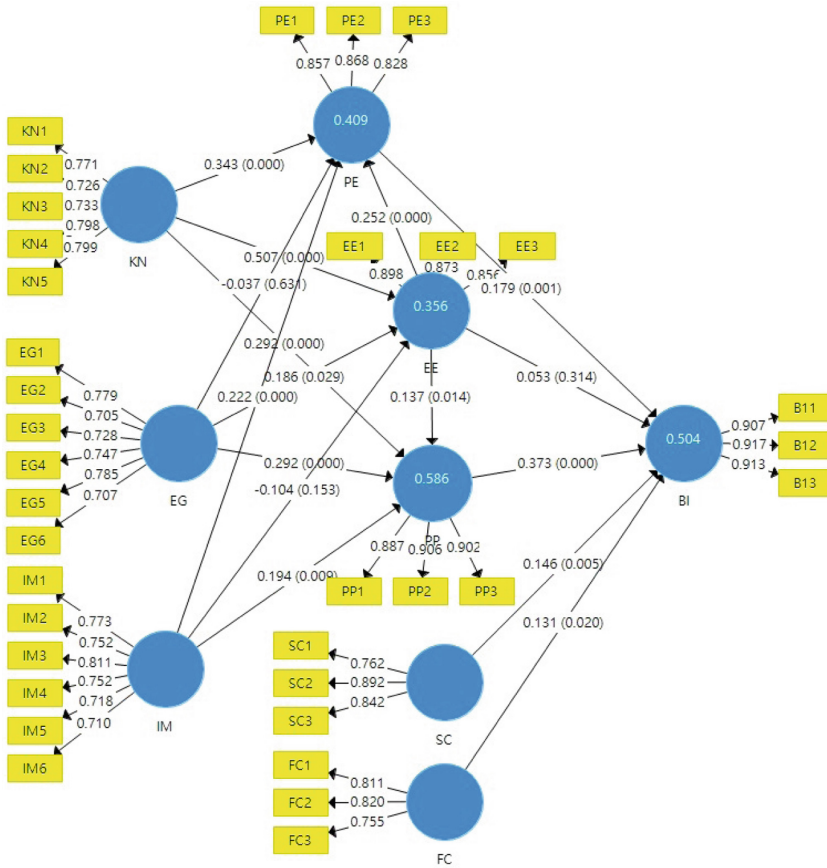 PE1 PE2 PE3
0.857 0.868 0.828
0.409
PE
KN1
KN2
KN3
KN4
KN5
0.771
0.726
0.733
0.798
0.799
KN
0.343 (0.000)
0.252 (0.000)
EE1 EE2 EE3
0.898 0.873 0.856
0.507 (0.000)
-0.037 (0.631)
0.179 (0.001)
0.356
EE
0.292 (0.000)
0.186 (0.029)
0.222 (0.000)
0.137 (0.014)
0.053 (0.314)
EG1
EG2
EG3
EG4
EG5
EG6
0.779
0.705
0.728
0.747
0.785
0.707
EG
0.292 (0.000)
-0.104 (0.153)
0.373 (0.000)
0.504
BI
0.907
0.917
0.913
B11
B12
B13
0.586
PP
0.887 0.906 0.902
PP1 PP2 PP3
0.194 (0.009)
0.146 (0.005)
0.131 (0.020)
IM1
IM2
IM3
IM4
IM5
IM6
0.773
0.752
0.811
0.752
0.718
0.710
IM
SC1
SC2
SC3
0.762
0.892
0.842
SC
FC1
FC2
FC3
0.811
0.820
0.755
FC